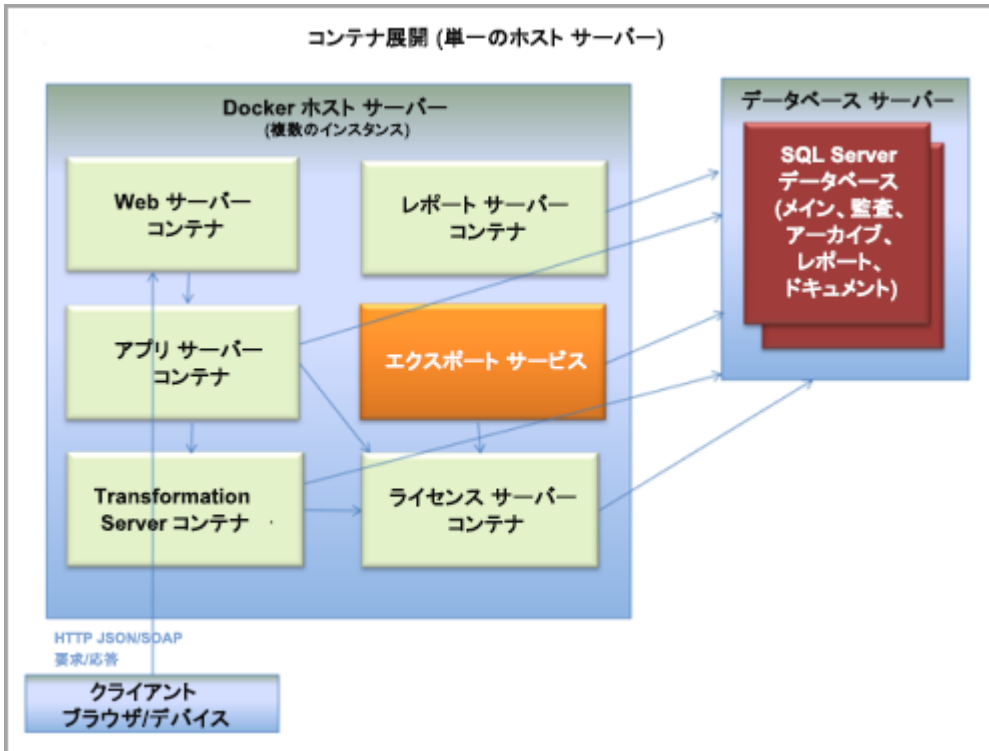 コンテナ展開 (単一のホスト サーバー)
Docker ホスト サーバー
(複数のインスタンス)
データベース サーバー
Web サーバー
コンテナ
レポート サーバー
コンテナ
SQL Server
データベース
(メイン、監査、
アーカイブ、
レポート、
ドキュメント)
アプリ サーバー
コンテナ
エクスポート サービス
Transformation
Server コンテナ
ライセンス サーバー
コンテナ
HTTP JSON/SOAP
要求/応答
クライアント
ブラウザ/デバイス